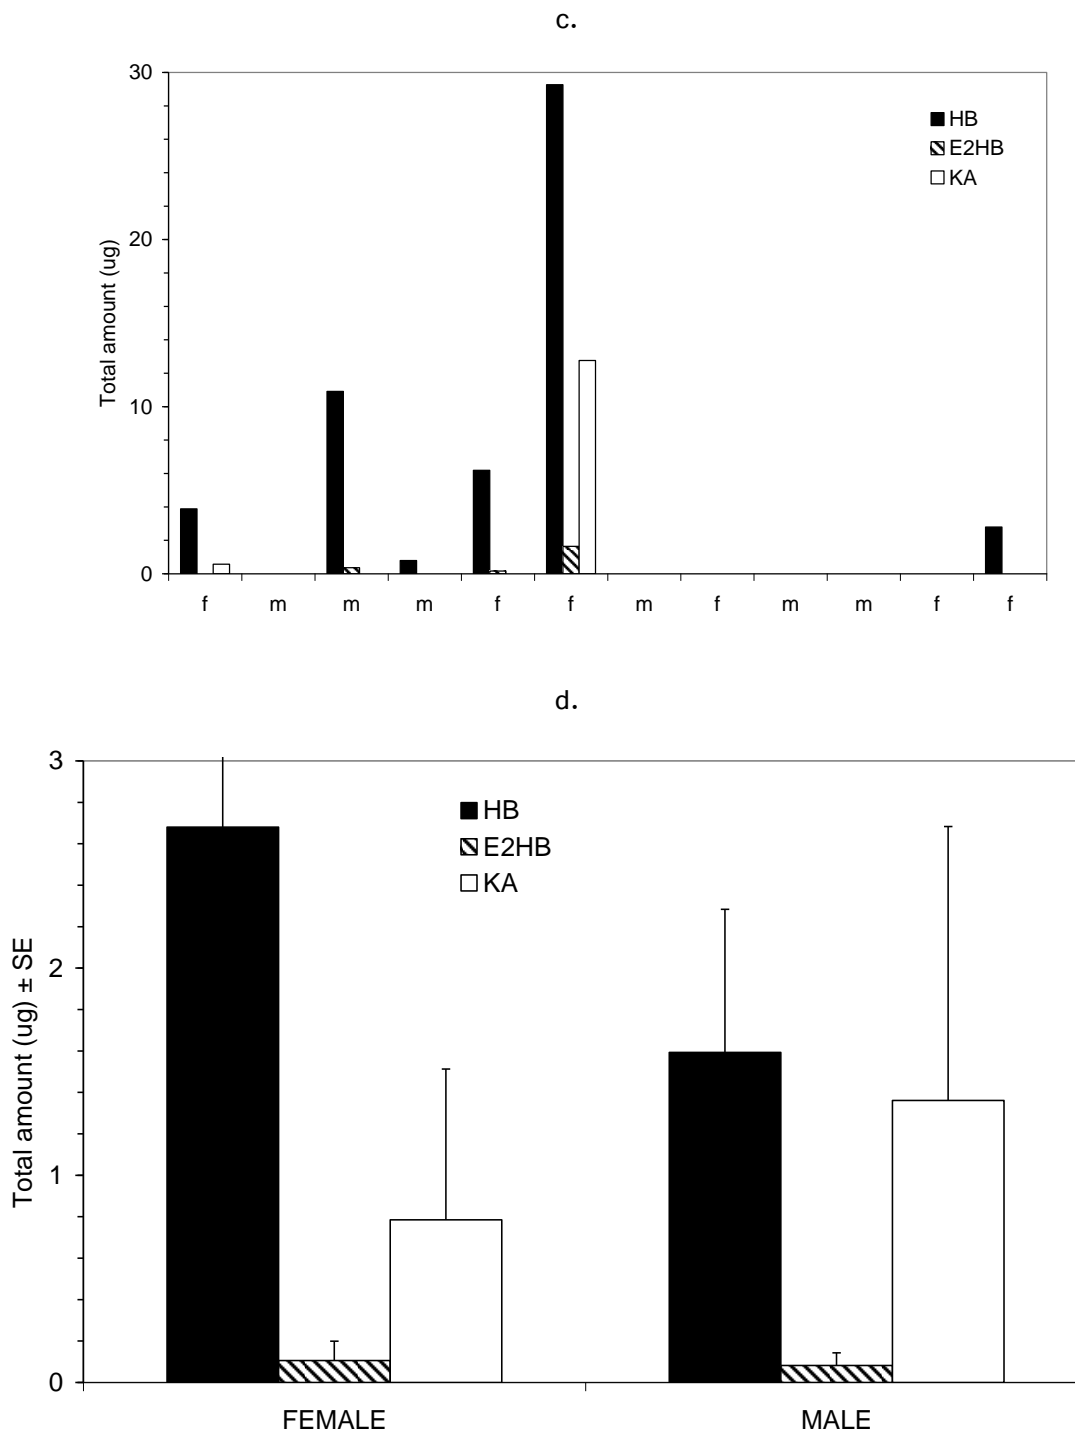 c.
30
20
10
0
Total amount (ug)
HB
E2HB
KA
f m m m f f m f m m f f
d.
3
2
1
0
Total amount (ug) ± SE
HB
E2HB
KA
FEMALE MALE